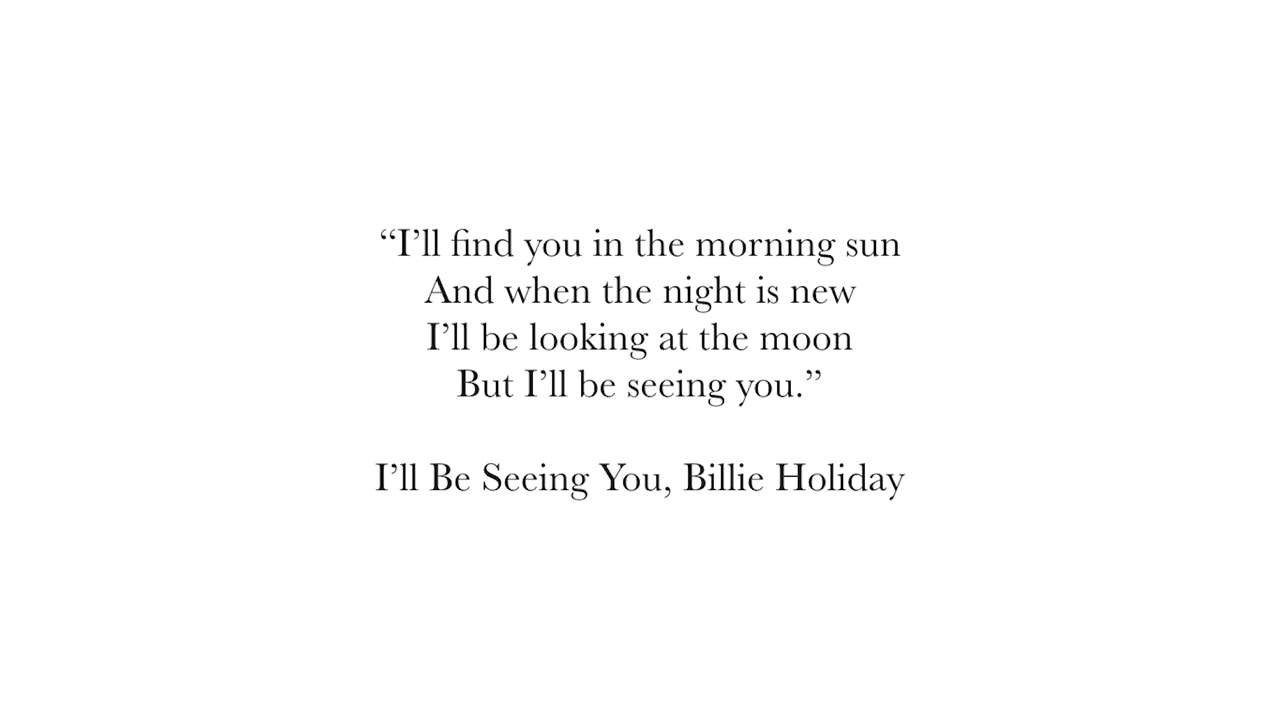 “I’ll find you in the morning sun
And when the night is new
I’ll be looking at the moon
But I’ll be seeing you.”
I’ll Be Seeing You, Billie Holiday